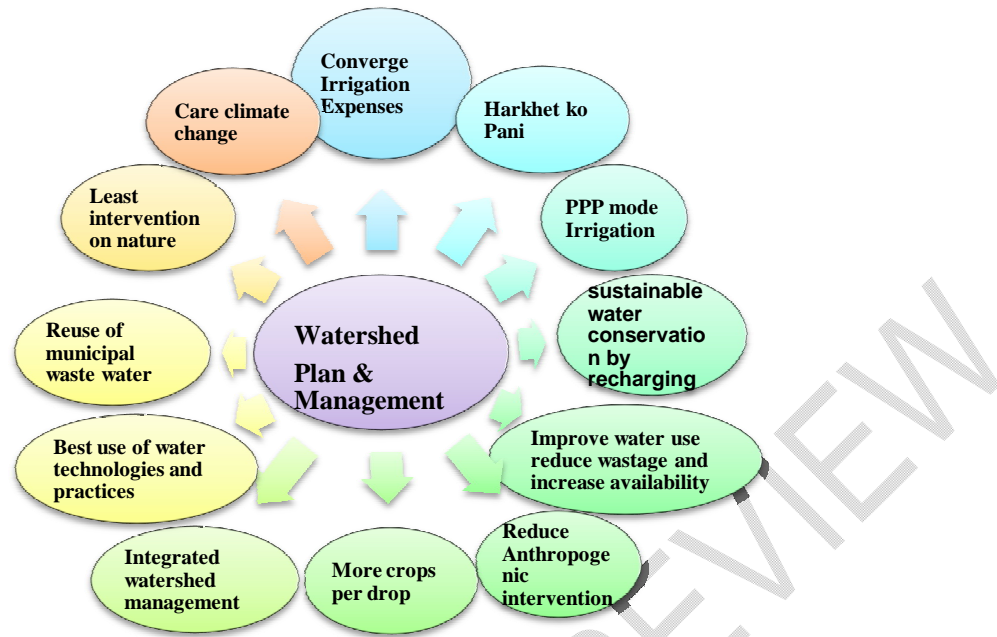 Converge
Irrigation
Expenses
Harkhet ko
Pani
PPP mode
Irrigation
sustainable
water
conservatio
n by
recharging
Improve water use
reduce wastage and
increase availability
Reduce
Anthropoge
nic
intervention
More crops
per drop
Integrated
watershed
management
Best use of water
technologies and
practices
Reuse of
municipal
waste water
Least
intervention
on nature
Care climate
change
Watershed
Plan &
Management
REVIEW